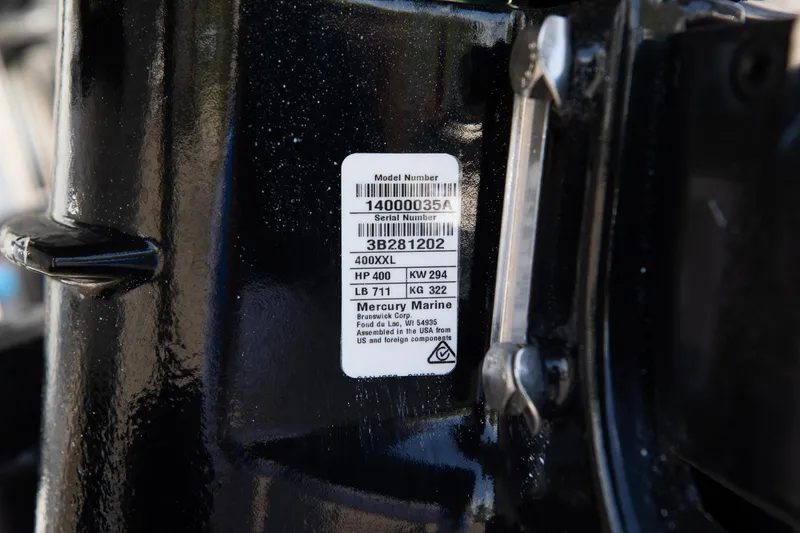 Model Number
14000035A
Serial Number
3B281202
400XXL
HP 400 KW 294
LB 711 KG 322
Mercury Marine
Brunswick Corp.
Fond du Lac, WI 54935
Assembled in the USA from
US and foreign components